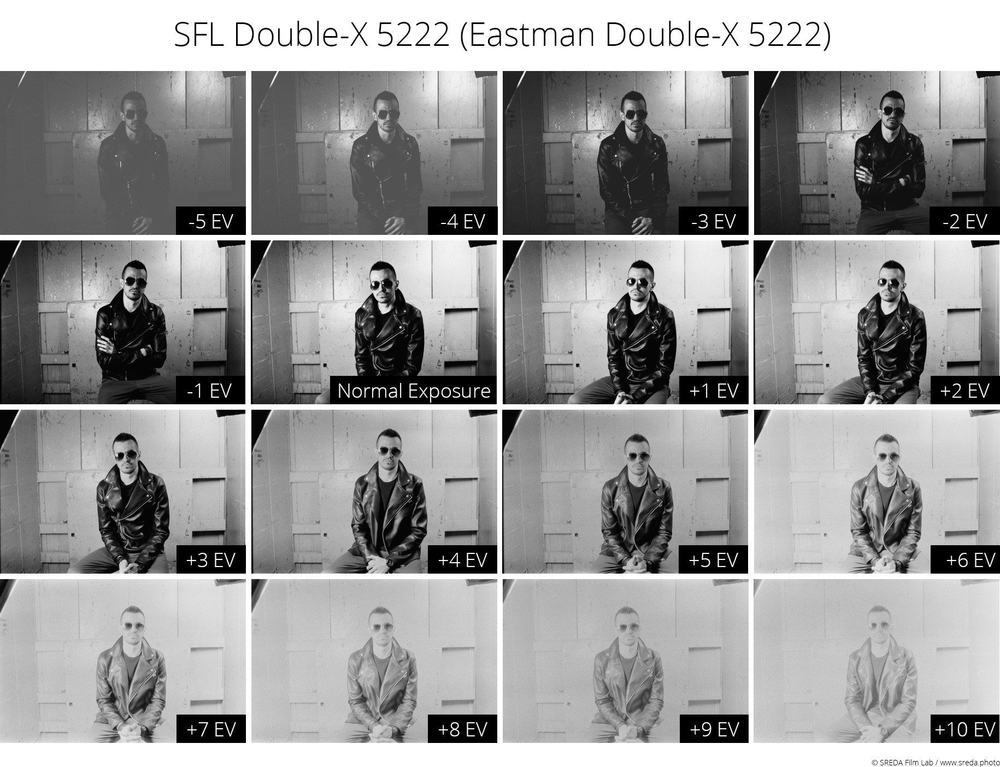 SFL Double-X 5222 (Eastman Double-X 5222)
-5 EV
-4 EV
-3 EV
-2 EV
-1 EV
Normal Exposure
+1 EV
+2 EV
+3 EV
+4 EV
+5 EV
+6 EV
+7 EV
+8 EV
+9 EV
+10 EV
© SREDA Film Lab / www.sreda.photo